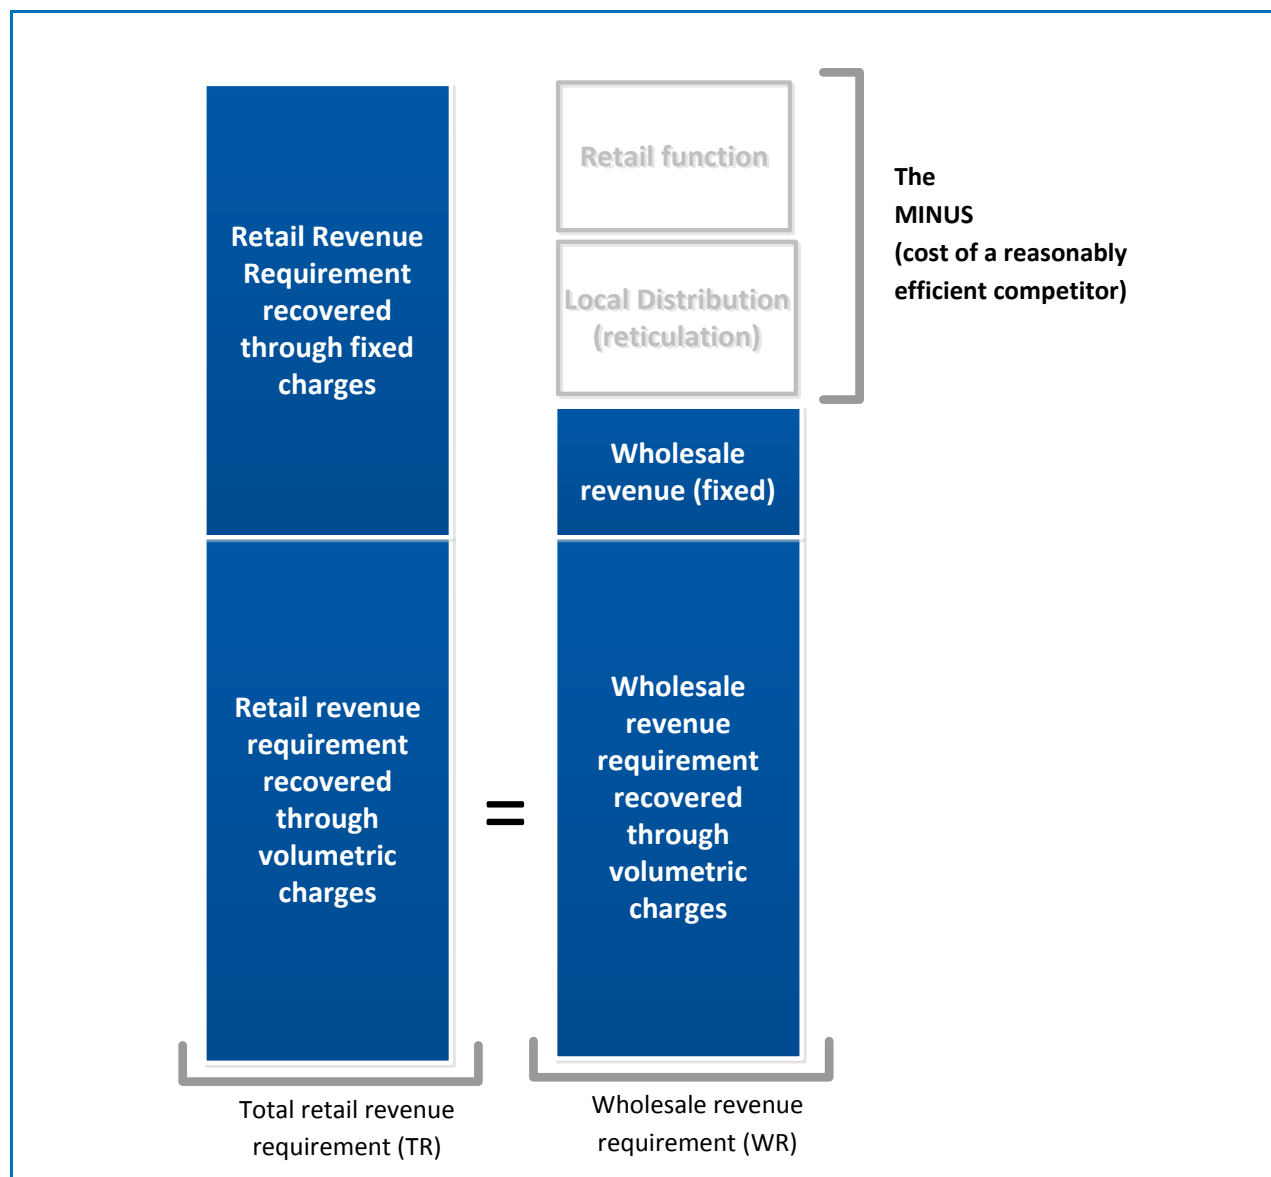 Retail Revenue
Requirement
recovered
through fixed
charges
Retail revenue
requirement
recovered
through
volumetric
charges
=
Retail function
Local Distribution
(reticulation)
Wholesale
revenue (fixed)
Wholesale
revenue
requirement
recovered
through
volumetric
charges
The
MINUS
(cost of a reasonably
efficient competitor)
Total retail revenue
requirement (TR)
Wholesale revenue
requirement (WR)